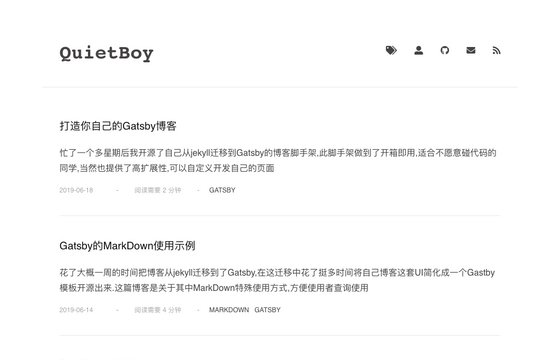 QuietBoy
打造你自己的Gatsby博客
忙了一个多星期后我开源了自己从jekyll迁移到Gatsby的博客脚手架,此脚手架做到了开箱即用,适合不愿意碰代码的
同学,当然也提供了高扩展性,可以自定义开发自己的页面
2019-06-18 - 阅读需要 2 分钟 - GATSBY
Gatsby的MarkDown使用示例
花了大概一周的时间把博客从jekyll迁移到了Gatsby,在这迁移中花了挺多时间将自己博客这套UI简化成一个Gastby
模板开源出来.这篇博客是关于其中MarkDown特殊使用方式,方便使用者查询使用
2019-06-14 - 阅读需要 4 分钟 - MARKDOWN GATSBY